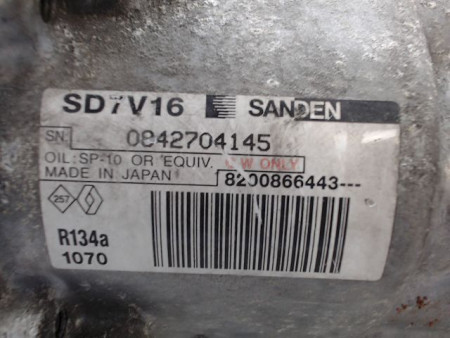 SD7V16 SANDEN
SN: 0842704145
OIL: SP-10 OR EQUIV. C W ONLY
MADE IN JAPAN 8200866443---
257
R134a
1070